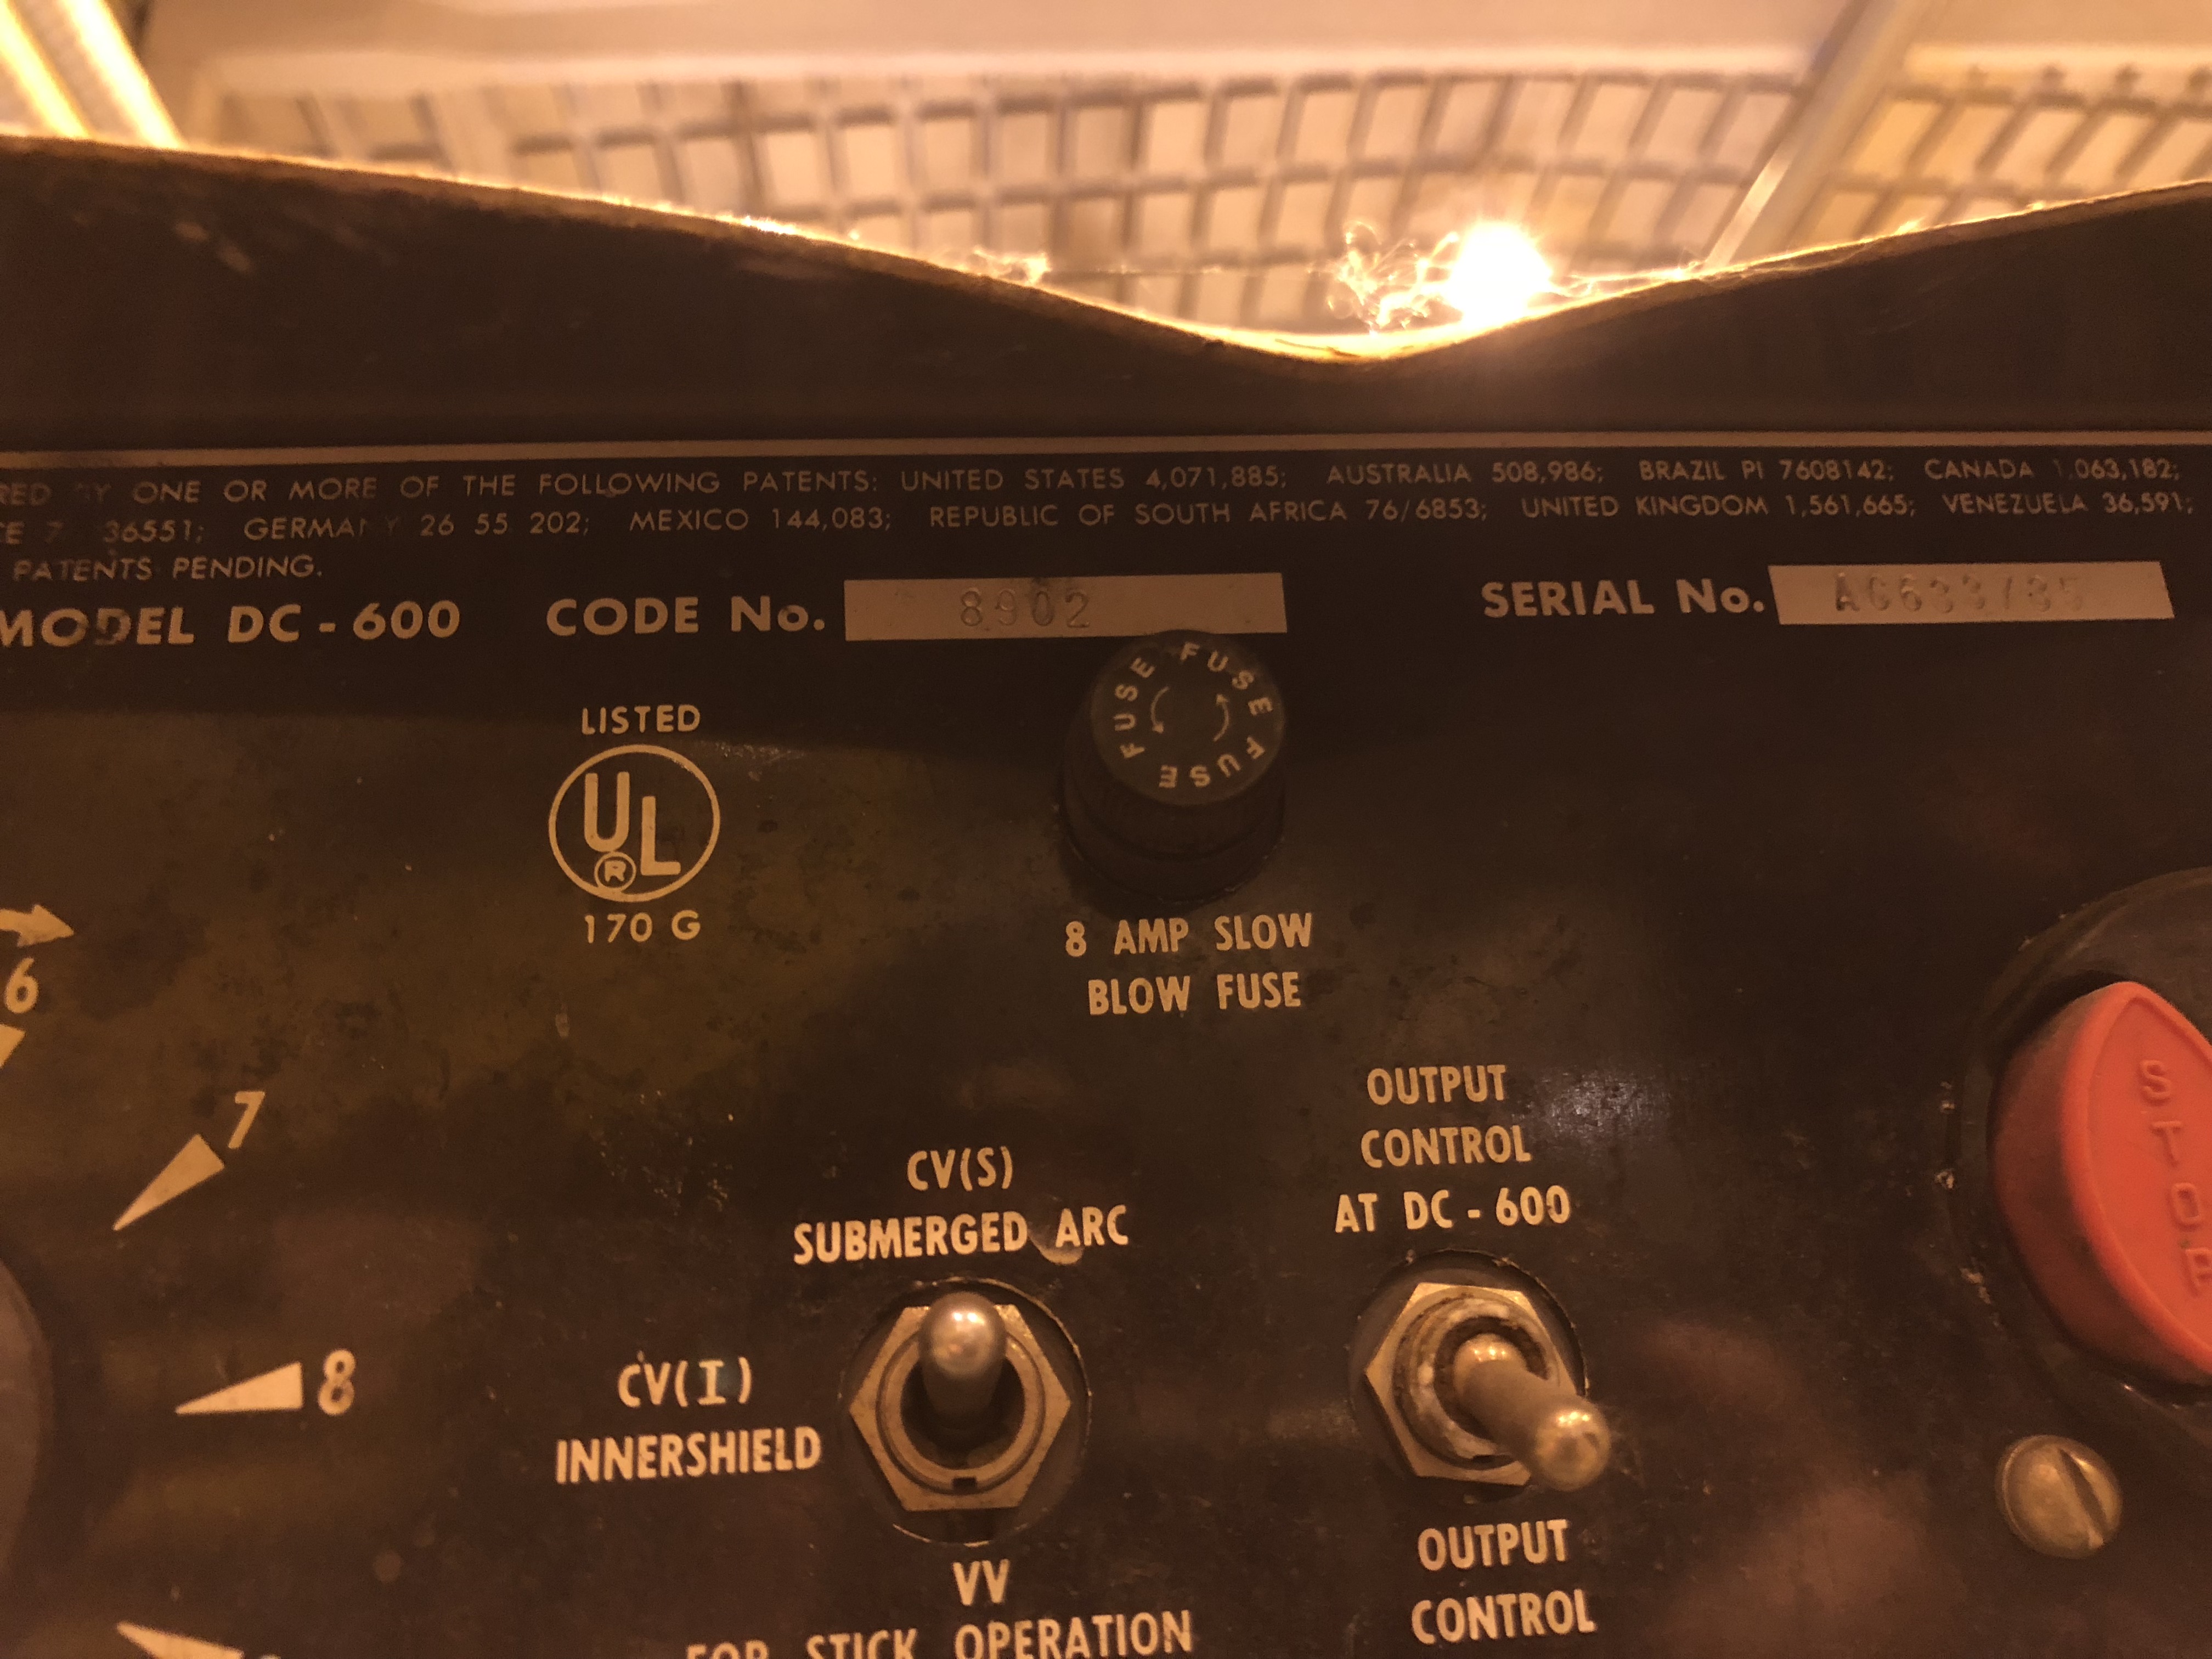 BY ONE OR MORE OF THE FOLLOWING PATENTS: UNITED STATES 4,071,885; AUSTRALIA 508,986; BRAZIL PI 7608142; CANADA 1,063,182;
36551; GERMANY 26 55 202; MEXICO 144,083; REPUBLIC OF SOUTH AFRICA 76/6853; UNITED KINGDOM 1,561,665; VENEZUELA 36,591;
PATENTS PENDING.
MODEL DC - 600 CODE No. 8902 SERIAL No.
LISTED
UL
®
170 G
FUSE FUSE FUSE
8 AMP SLOW
BLOW FUSE
6
7
8
OUTPUT
CONTROL
AT DC - 600
CV(S)
SUBMERGED ARC
CV(I)
INNERSHIELD
VV
FOR STICK OPERATION
OUTPUT
CONTROL
STOP